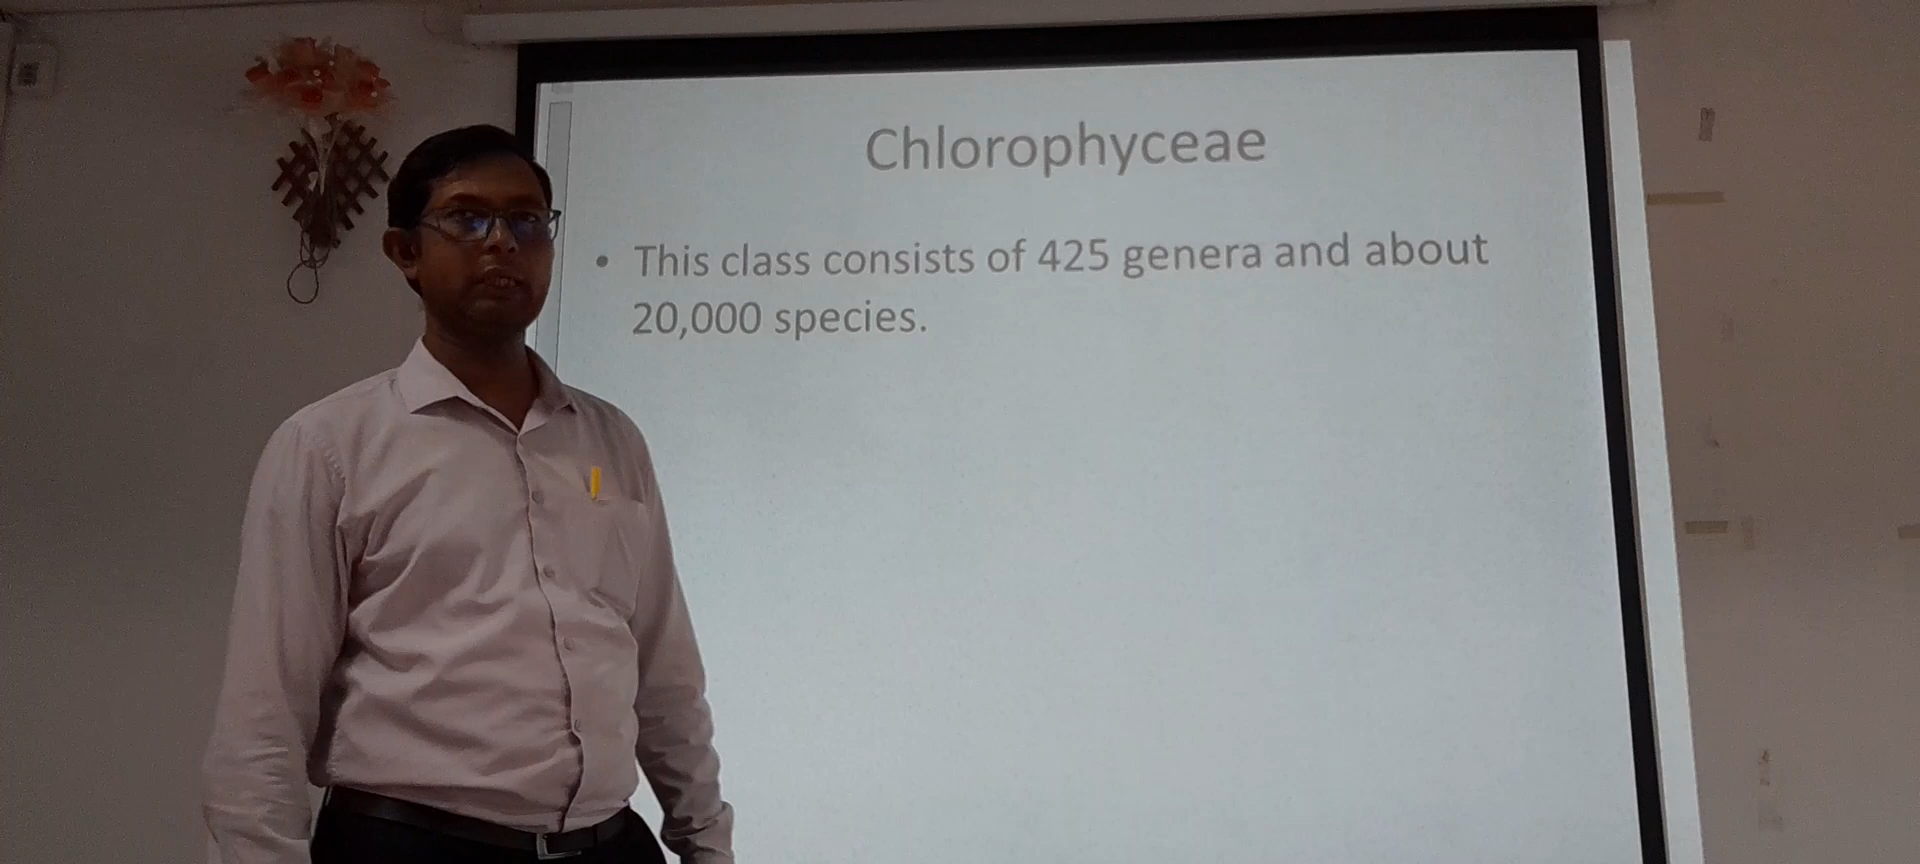 Chlorophyceae
• This class consists of 425 genera and about
20,000 species.